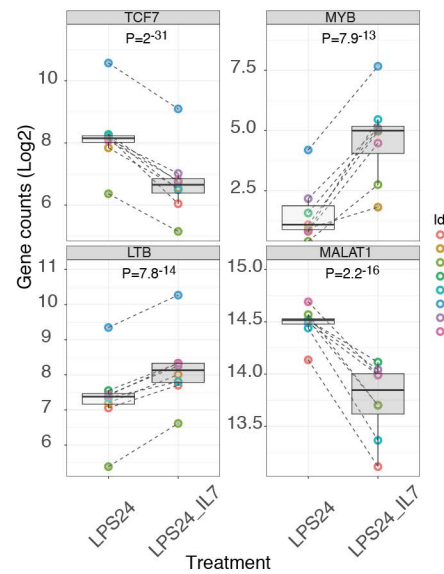 TCF7
MYB
P=2-31
P=7.9-13
10
8
6
7.5
5.0
2.5
Gene counts (Log2)
Id
LTB
MALAT1
P=7.8-14
P=2.2-16
11
10
9
8
7
6
15.0
14.5
14.0
13.5
LPS24
LPS24_IL7
LPS24
LPS24_IL7
Treatment